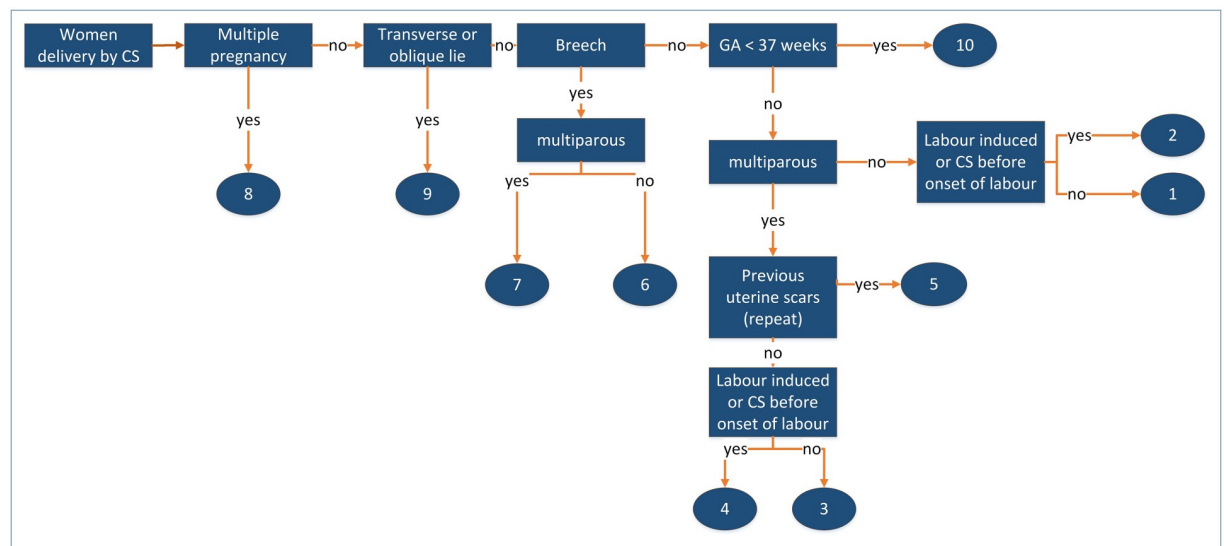 Women
delivery by CS
Multiple
pregnancy
no
Transverse or
oblique lie
no
Breech
no
GA < 37 weeks
yes
10
yes
8
yes
9
yes
multiparous
yes
no
7
6
no
multiparous
no
Labour induced
or CS before
onset of labour
yes
2
no
1
yes
Previous
uterine scars
(repeat)
yes
5
no
Labour induced
or CS before
onset of labour
yes
no
4
3